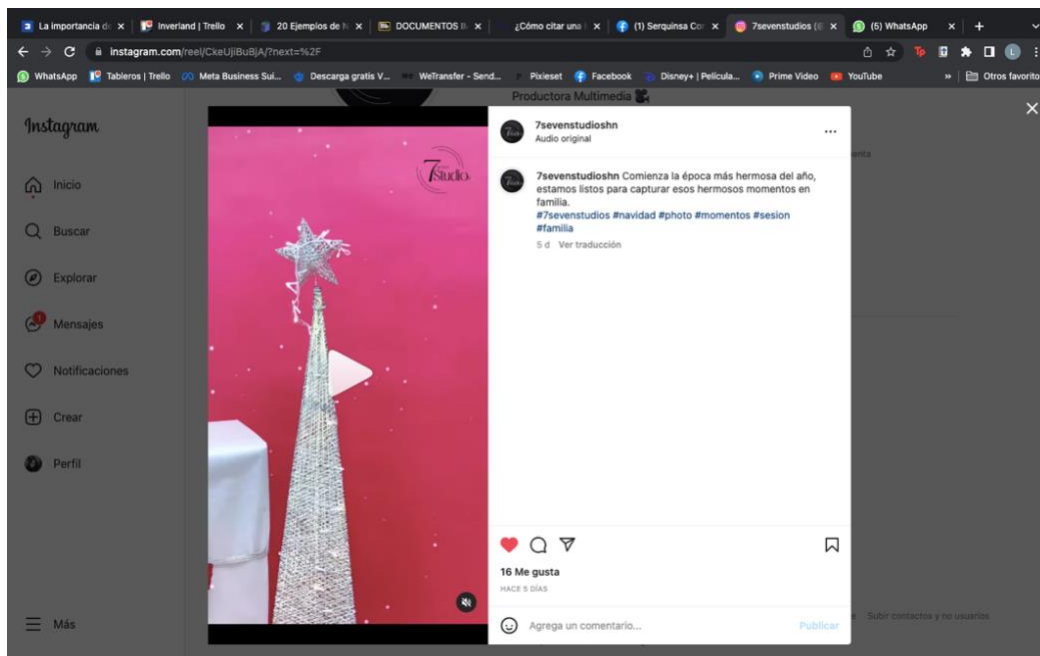 La importancia d
Inverland | Trello
20 Ejemplos de
DOCUMENTOS
¿Cómo citar una
(1) Serquinsa Co
7sevenstudios (
(5) WhatsApp
instagram.com/reel/CkeUjiBuBjA/?next=%2F
WhatsApp
Tableros | Trello
Meta Business Sui...
Descarga gratis V...
WeTransfer - Send...
Pixieset
Facebook
Disney+ | Película...
Prime Video
YouTube
»
Otros favorito
Productora Multimedia
Instagram
Inicio
Buscar
Explorar
Mensajes
1
Notificaciones
Crear
Perfil
Más
7Studio
7sevenstudioshn
Audio original
7sevenstudioshn Comienza la época más hermosa del año,
estamos listos para capturar esos hermosos momentos en
familia.
#7sevenstudios #navidad #photo #momentos #sesion
#familia
5 d Ver traducción
16 Me gusta
HACE 5 DÍAS
Agrega un comentario...
Publicar
enta
Subir contactos y no usuarios